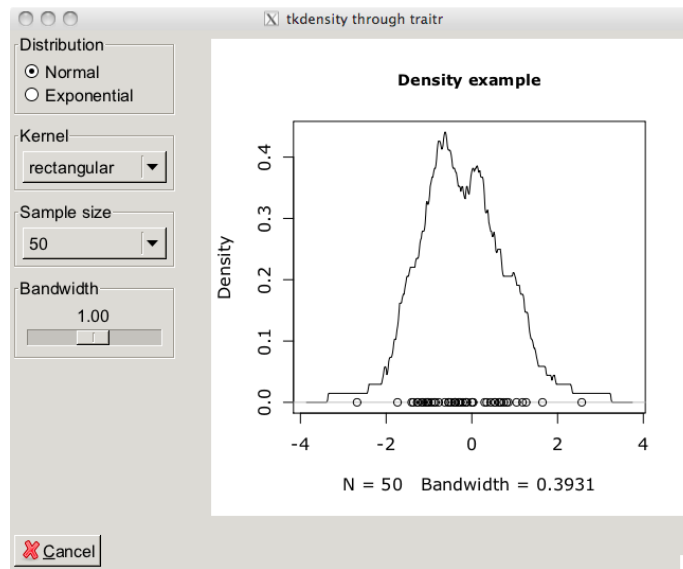 tkdensity through traitr
Distribution
Normal
Exponential
Kernel
rectangular
Sample size
50
Bandwidth
1.00
Cancel
Density example
Density
0.4
0.3
0.2
0.1
0.0
-4 -2 0 2 4
N = 50 Bandwidth = 0.3931